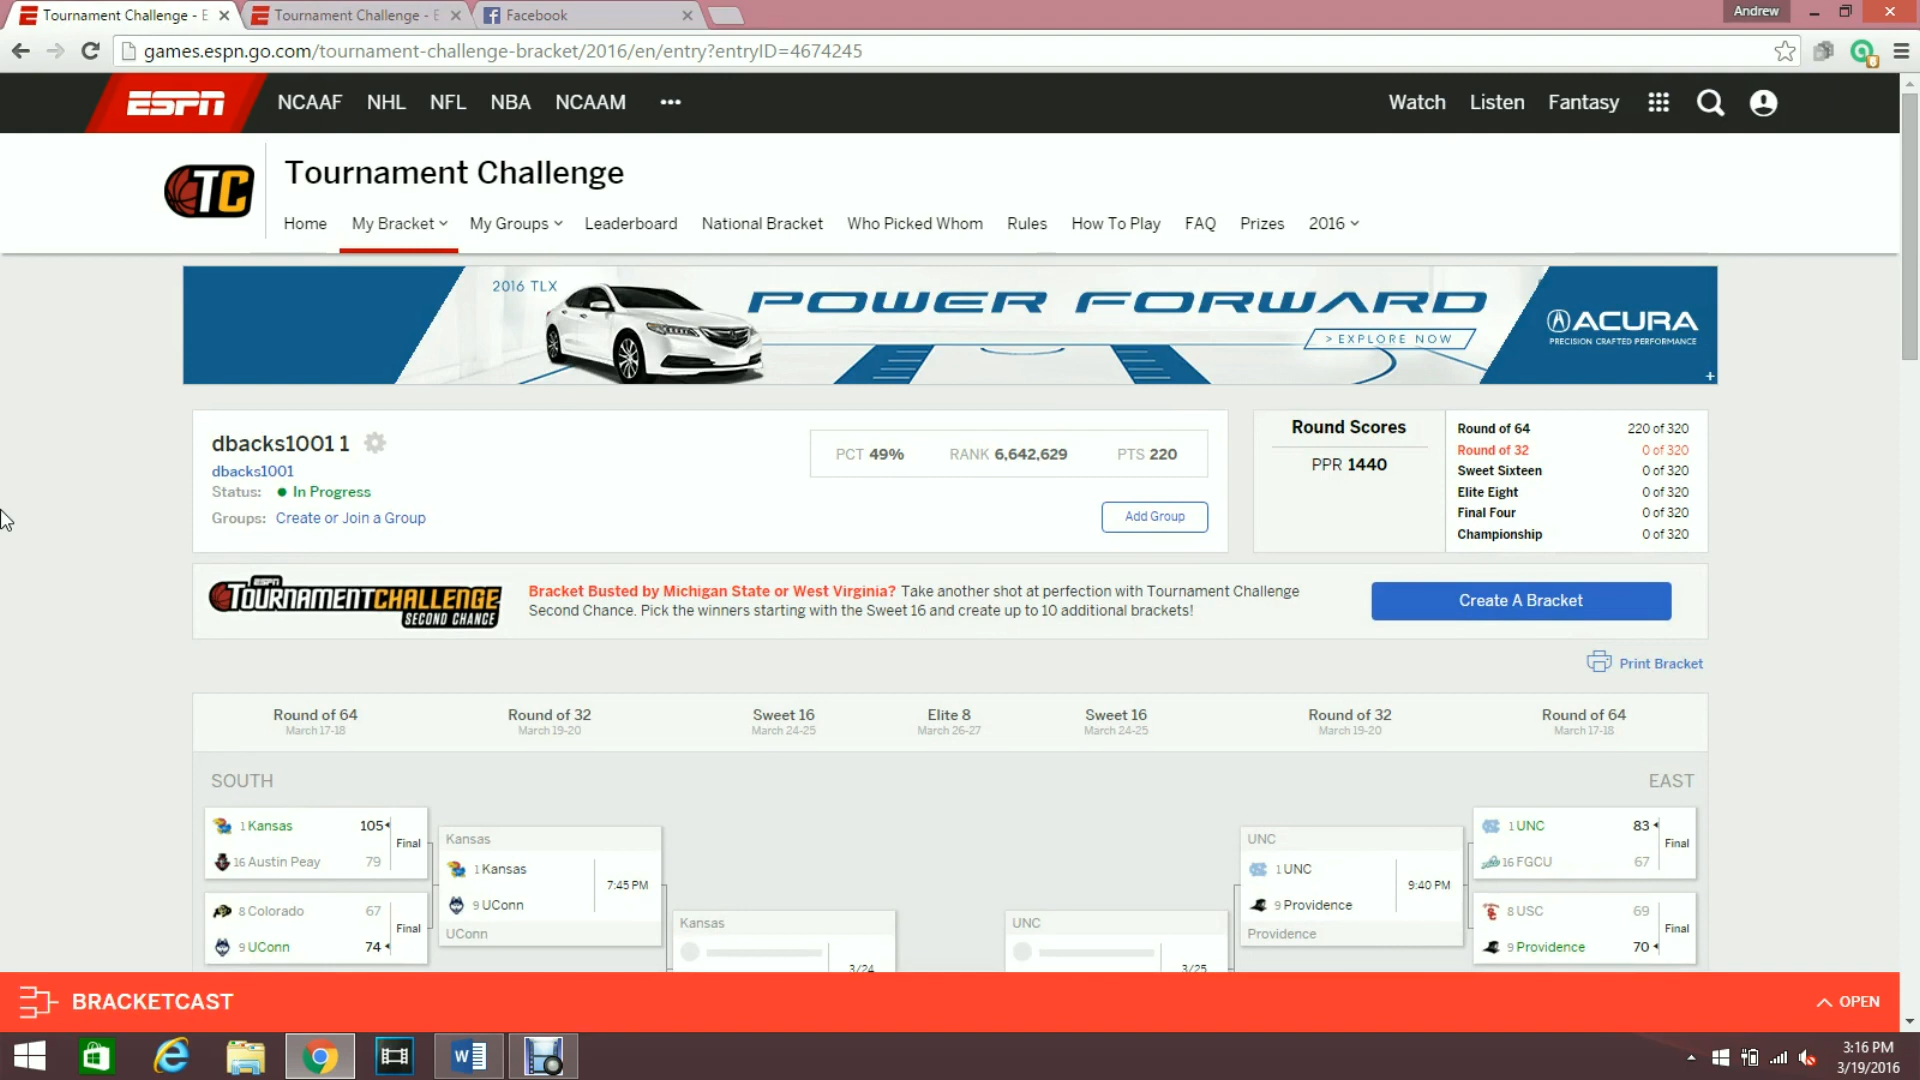 Tournament Challenge - E
Tournament Challenge - E
Facebook
Andrew
games.espn.go.com/tournament-challenge-bracket/2016/en/entry?entryID=4674245
ESPN
NCAAF
NHL
NFL
NBA
NCAAM
Watch
Listen
Fantasy
TC
Tournament Challenge
Home
My Bracket
My Groups
Leaderboard
National Bracket
Who Picked Whom
Rules
How To Play
FAQ
Prizes
2016
2016 TLX
POWER FORWARD
> EXPLORE NOW
ACURA
PRECISION CRAFTED PERFORMANCE
dbacks1001 1
dbacks1001
Status: In Progress
Groups: Create or Join a Group
PCT 49%
RANK 6,642,629
PTS 220
Add Group
Round Scores
PPR 1440
Round of 64 220 of 320
Round of 32 0 of 320
Sweet Sixteen 0 of 320
Elite Eight 0 of 320
Final Four 0 of 320
Championship 0 of 320
ESPN
TOURNAMENT CHALLENGE
SECOND CHANCE
Bracket Busted by Michigan State or West Virginia? Take another shot at perfection with Tournament Challenge
Second Chance. Pick the winners starting with the Sweet 16 and create up to 10 additional brackets!
Create A Bracket
Print Bracket
Round of 64
March 17-18
Round of 32
March 19-20
Sweet 16
March 24-25
Elite 8
March 26-27
Sweet 16
March 24-25
Round of 32
March 19-20
Round of 64
March 17-18
SOUTH
EAST
1 Kansas 105
16 Austin Peay 79
Final
8 Colorado 67
9 UConn 74
Final
Kansas
1 Kansas
9 UConn
7:45 PM
UConn
Kansas
3/24
UNC
3/25
UNC
1 UNC
9 Providence
9:40 PM
Providence
1 UNC 83
16 FGCU 67
Final
8 USC 69
9 Providence 70
Final
BRACKETCAST
OPEN
3:16 PM
3/19/2016